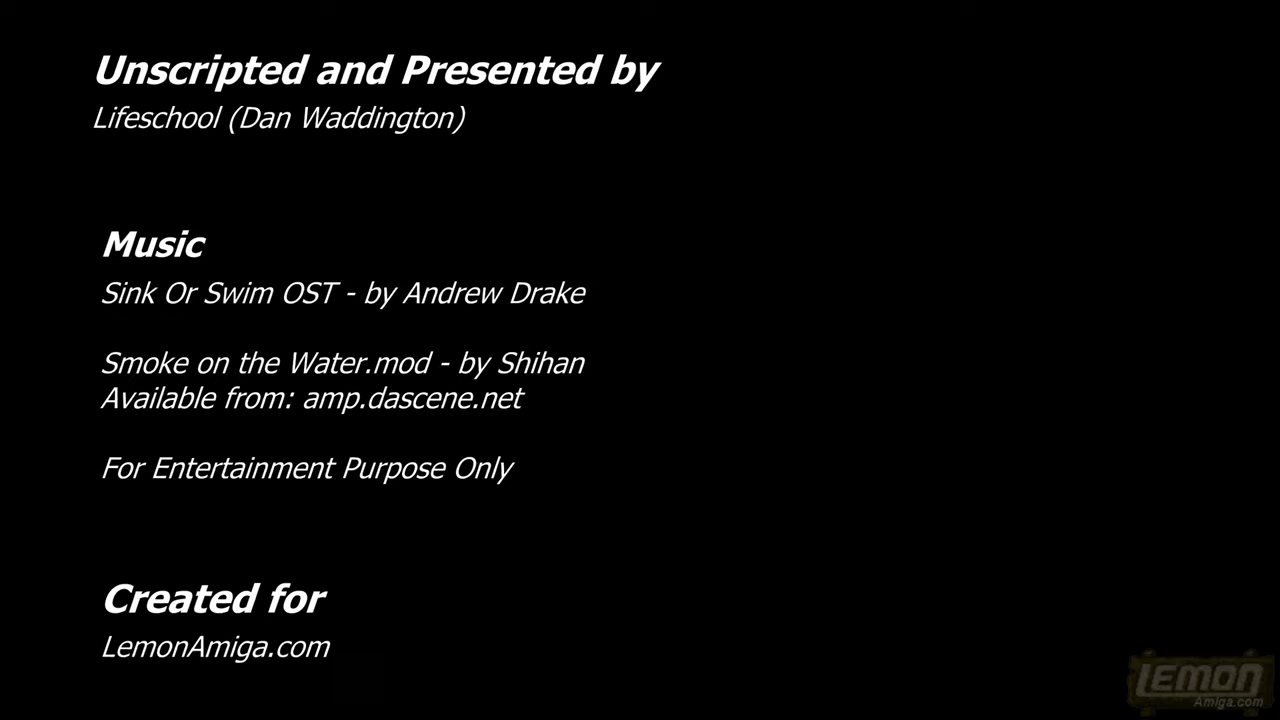 Unscripted and Presented by
Lifeschool (Dan Waddington)
Music
Sink Or Swim OST - by Andrew Drake
Smoke on the Water.mod - by Shihan
Available from: amp.dascene.net
For Entertainment Purpose Only
Created for
LemonAmiga.com
LEMON
Amiga.com